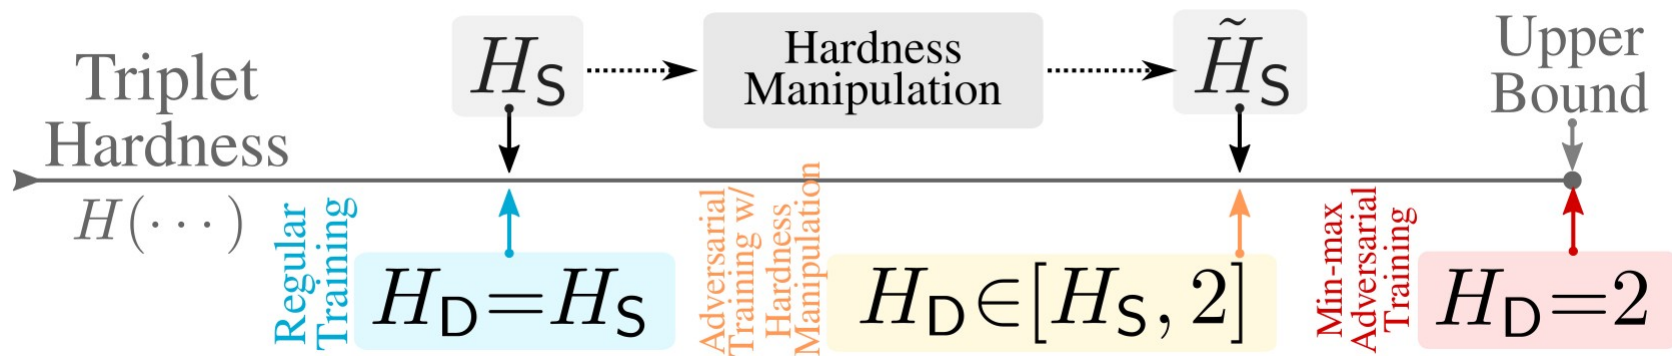 Triplet
Hardness
H(···)
H_S
Hardness
Manipulation
H̃_S
Upper
Bound
Regular
Training
H_D=H_S
Adversarial
Training w/
Hardness
Manipulation
H_D∈[H_S, 2]
Min-max
Adversarial
Training
H_D=2